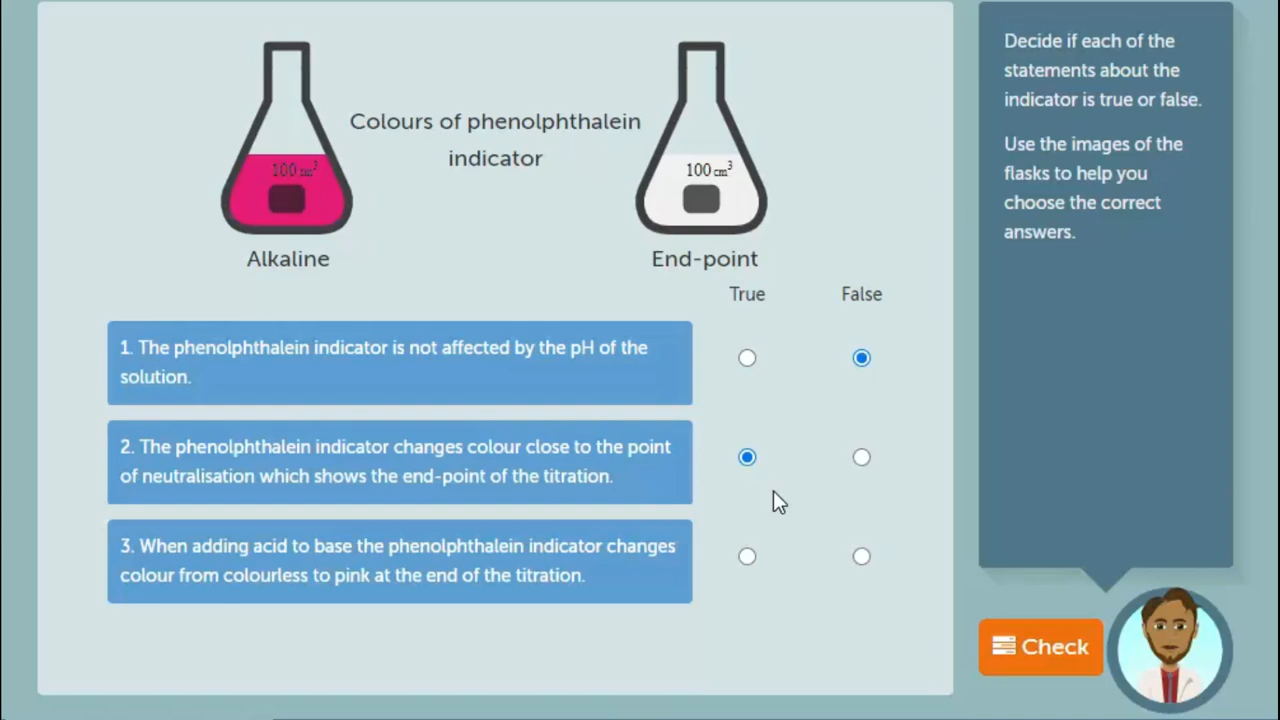 Colours of phenolphthalein
indicator
100 cm³
100 cm³
Alkaline
End-point
True
False
1. The phenolphthalein indicator is not affected by the pH of the
solution.
2. The phenolphthalein indicator changes colour close to the point
of neutralisation which shows the end-point of the titration.
3. When adding acid to base the phenolphthalein indicator changes
colour from colourless to pink at the end of the titration.
Decide if each of the
statements about the
indicator is true or false.
Use the images of the
flasks to help you
choose the correct
answers.
Check